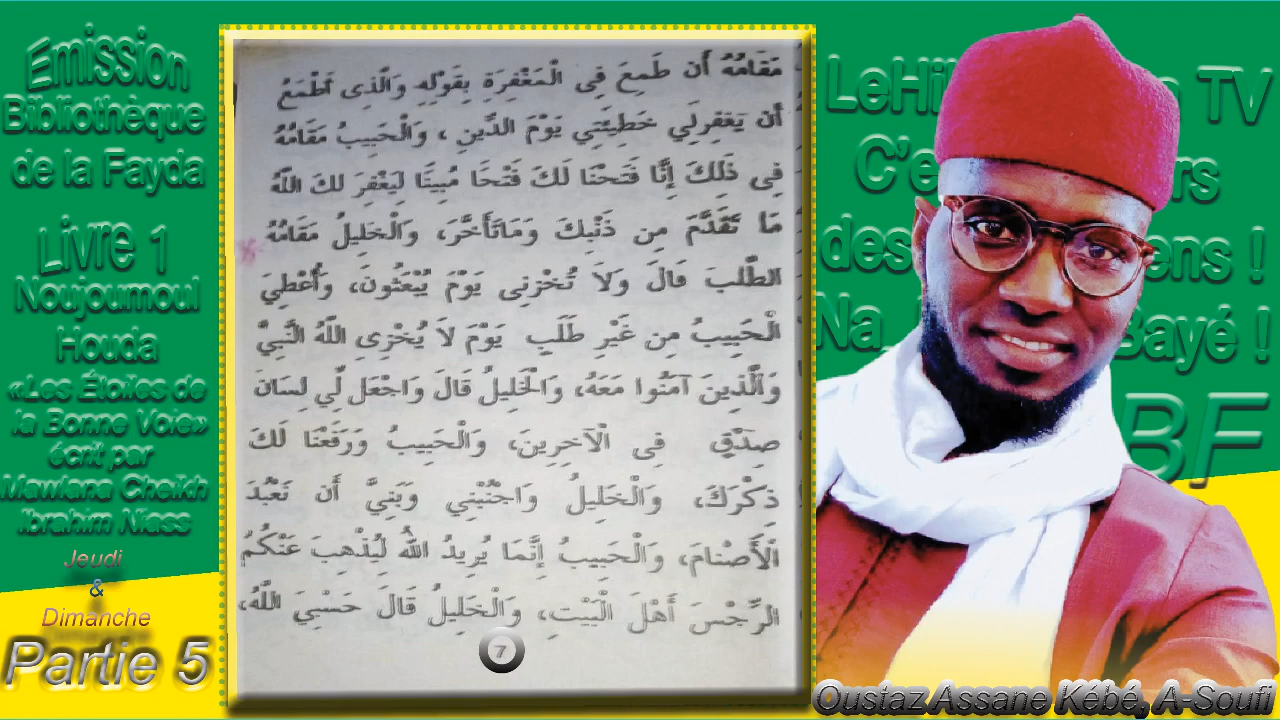 Emission
Bibliothèque
de la Fayda
Livre 1
Noujoumoul
Houda
«Les Étoiles de
la Bonne Voie»
écrit par
Mawlana Cheikh
Ibrahim Niass
Jeudi
&
Dimanche
Partie 5
مَقَامُهُ أَن طَمِعَ فِى الْمَغْفِرَةِ بِقَوْلِهِ وَالَّذِى أَطْمَعُ
أَن يَغْفِرَلِي خَطِيئَتِي يَوْمَ الدِّينِ ، وَالْحَبِيبُ مَقَامُهُ
فِى ذَلِكَ إِنَّا فَتَحْنَا لَكَ فَتْحًا مُبِينًا لِيَغْفِرَ لكَ اللَّهُ
مَا تَقَدَّمَ مِن ذَنْبِكَ وَمَاتَأَخَّرَ، وَالْخَلِيلُ مَقَامُهُ
الطَّلَبَ قَالَ وَلاَ تُخْزِنِى يَوْمَ يُبْعَثُونَ، وَأُعْطِيَ
الْحَبِيبُ مِن غَيْرِ طَلَبٍ يَوْمَ لاَ يُخْزِى اللَّهُ النَّبِيَّ
وَالَّذِينَ آمَنُوا مَعَهُ، وَالْخَلِيلُ قَالَ وَاجْعَل لِّي لِسَانَ
صِدْقٍ فِى الْآخِرِينَ، وَالْحَبِيبُ وَرَفَعْنَا لَكَ
ذِكْرَكَ، وَالْخَلِيلُ وَاجْنُبْنِي وَبَنِيَّ أَن نَعْبُدَ
الْأَصْنَامَ، وَالْحَبِيبُ إِنَّمَا يُرِيدُ اللَّهُ لِيُذْهِبَ عَنْكُمُ
الرِّجْسَ أَهْلَ الْبَيْتِ، وَالْخَلِيلُ قَالَ حَسْبِيَ اللَّهُ،
7
TV
des
Na
Bayé !
BF
Oustaz Assane Kébé, A-Soufi